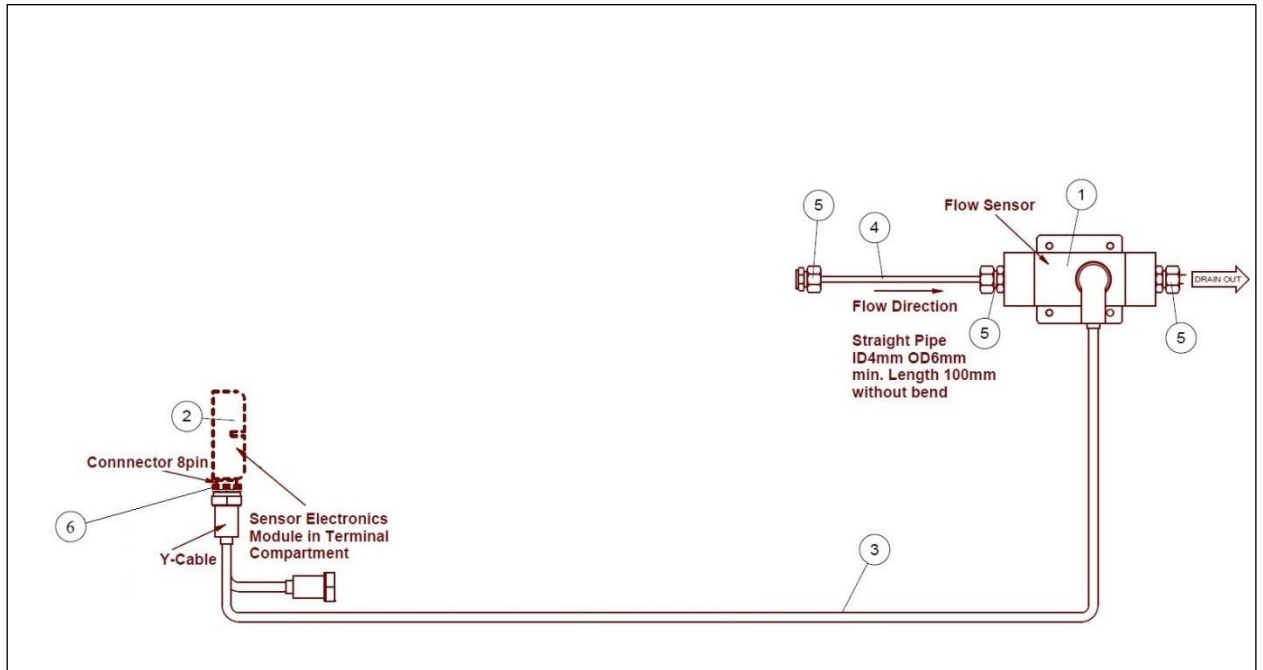 1
Flow Sensor
5
4
DRAIN OUT
Flow Direction
5
5
Straight Pipe
ID4mm OD6mm
min. Length 100mm
without bend
2
Connnector 8pin
6
Sensor Electronics
Module in Terminal
Compartment
Y-Cable
3